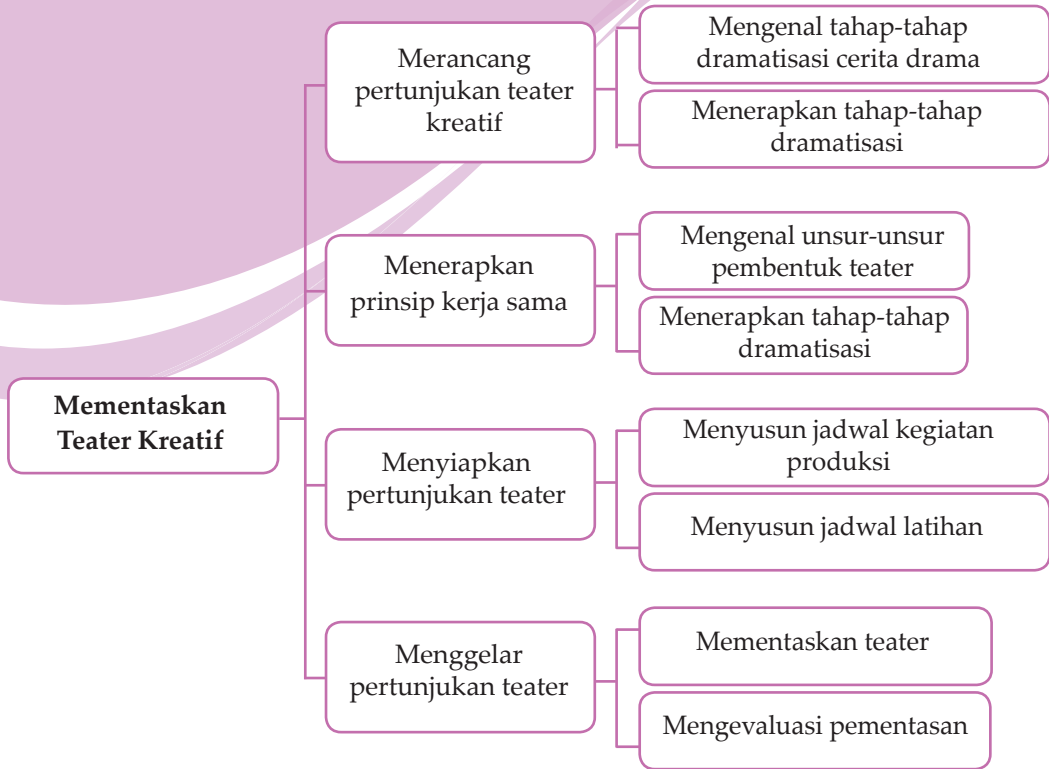 Merancang
pertunjukan teater
kreatif
Mengenal tahap-tahap
dramatisasi cerita drama
Menerapkan tahap-tahap
dramatisasi
Menerapkan
prinsip kerja sama
Mengenal unsur-unsur
pembentuk teater
Menerapkan tahap-tahap
dramatisasi
Mementaskan
Teater Kreatif
Menyiapkan
pertunjukan teater
Menyusun jadwal kegiatan
produksi
Menyusun jadwal latihan
Menggelar
pertunjukan teater
Mementaskan teater
Mengevaluasi pementasan